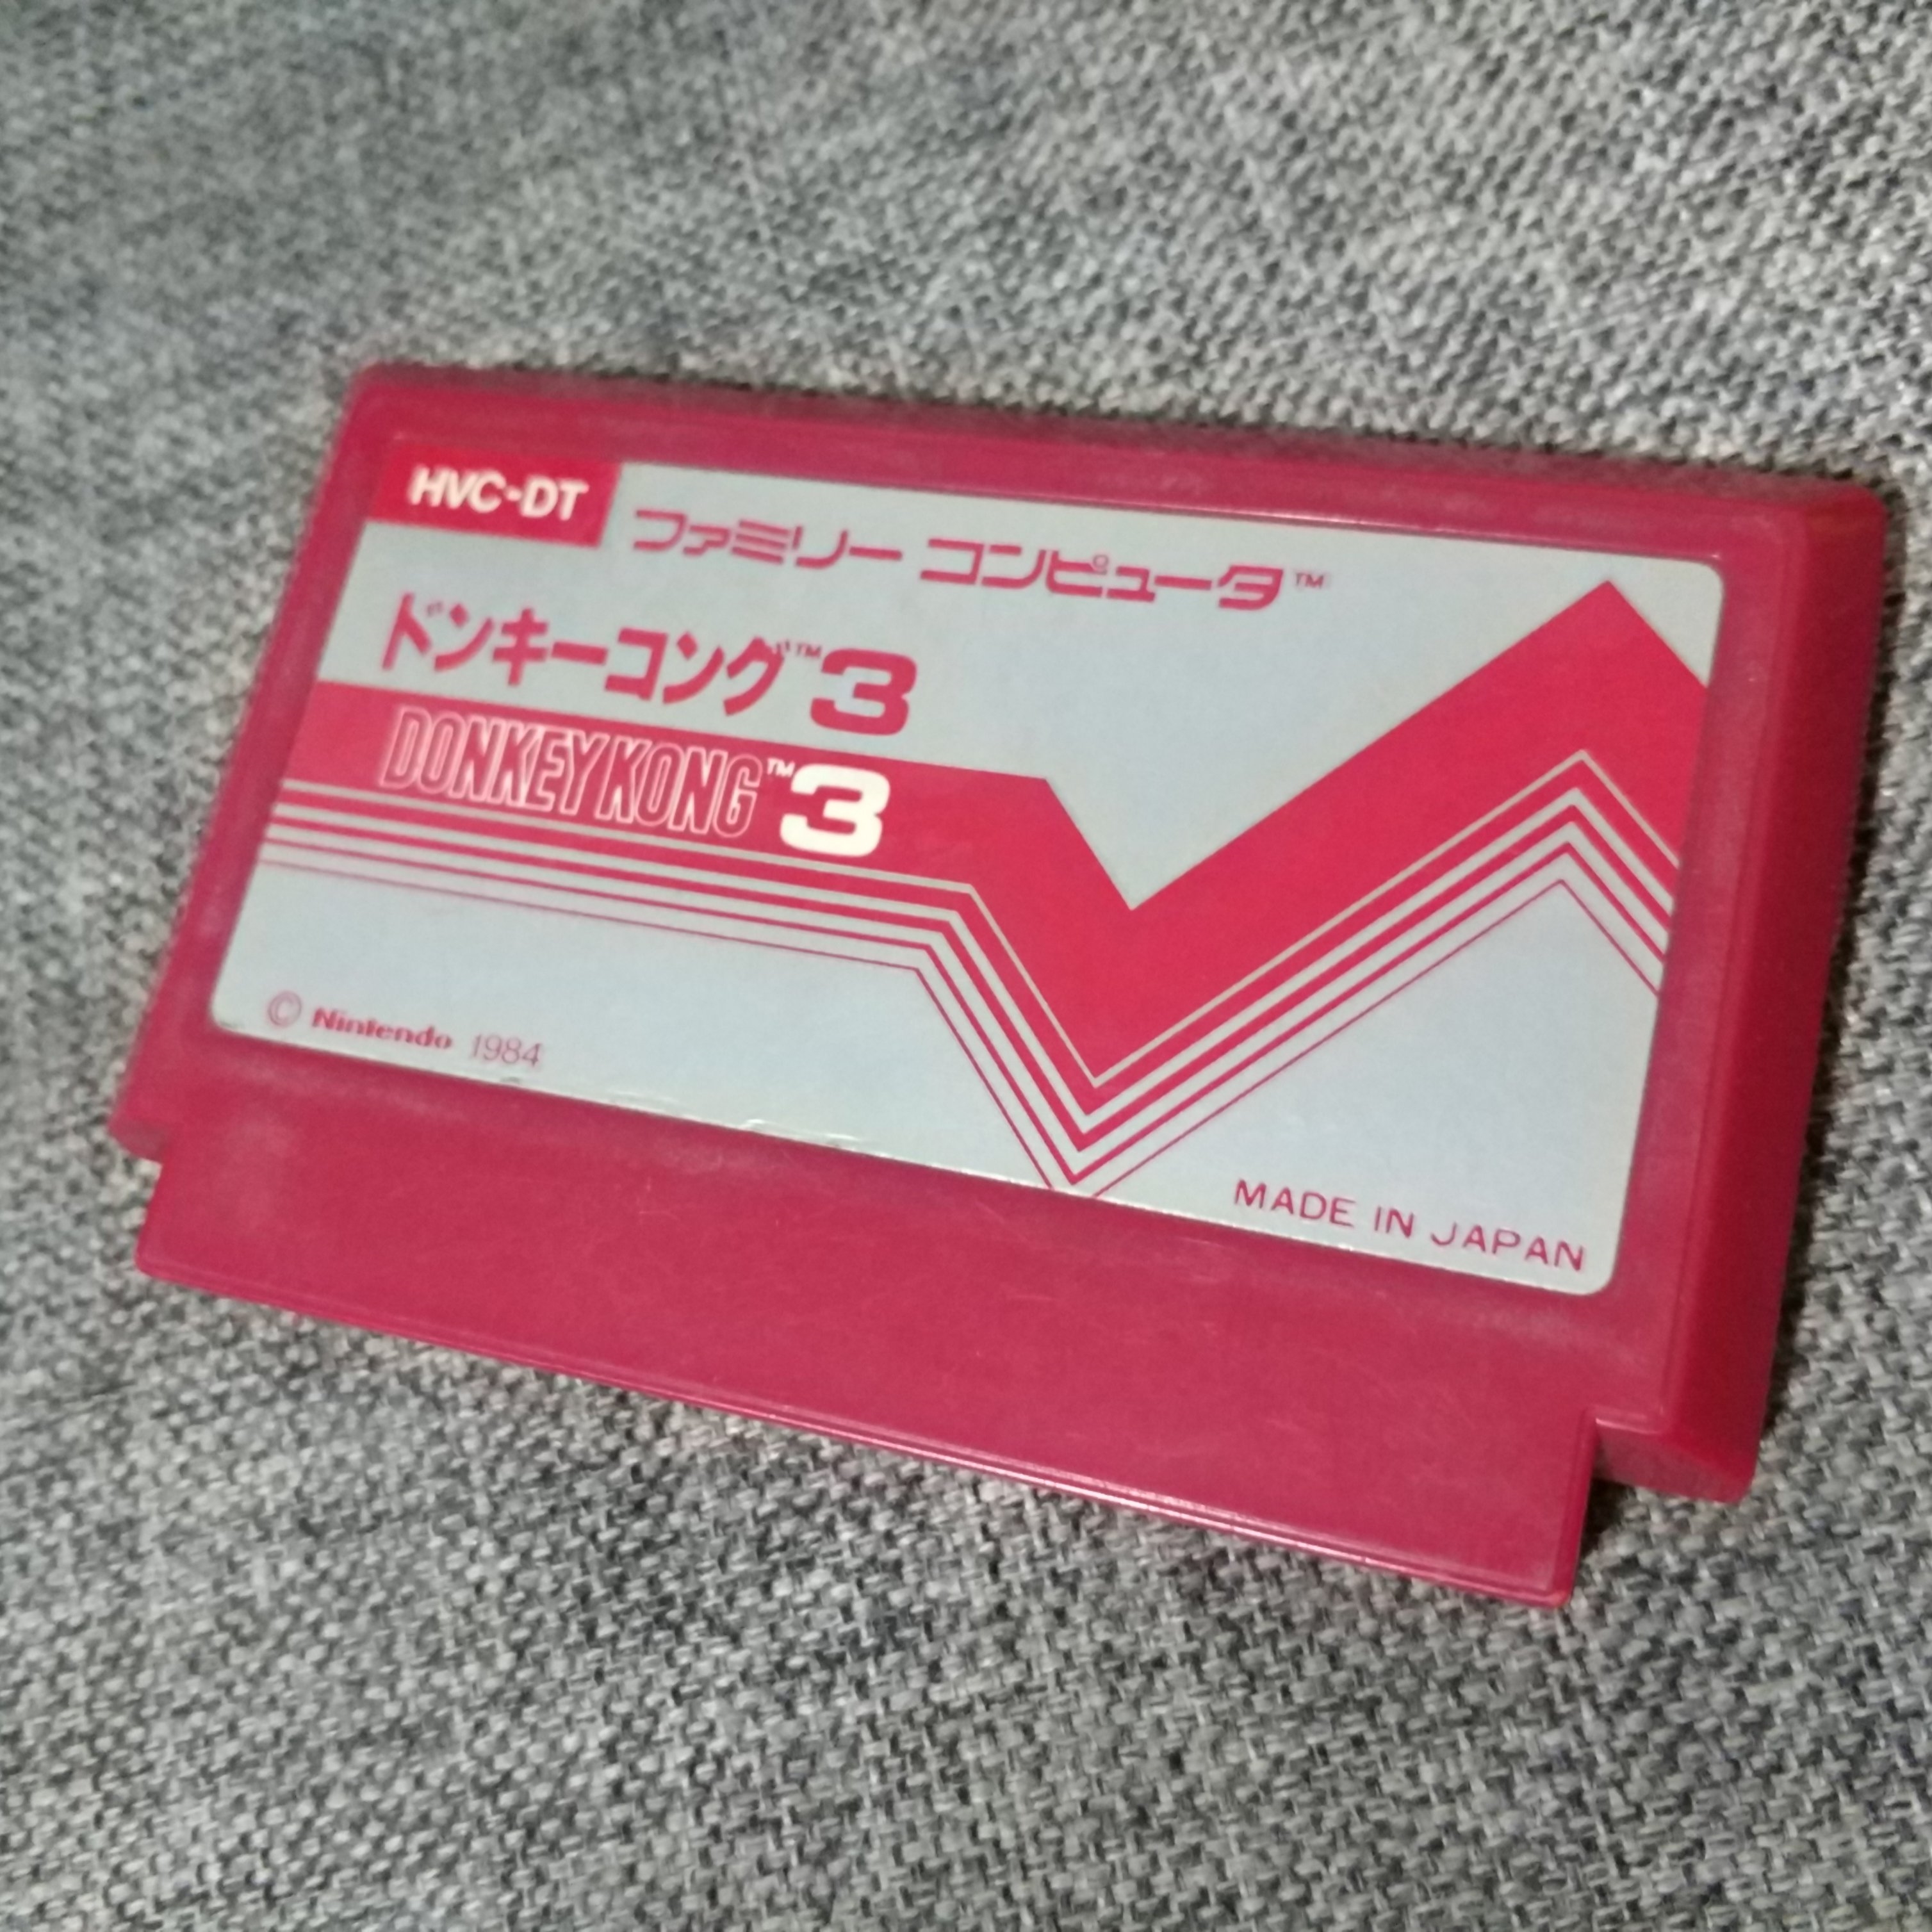 HVC-DT
ファミリー コンピュータ™
ドンキーコング™3
DONKEY KONG™3
© Nintendo 1984
MADE IN JAPAN